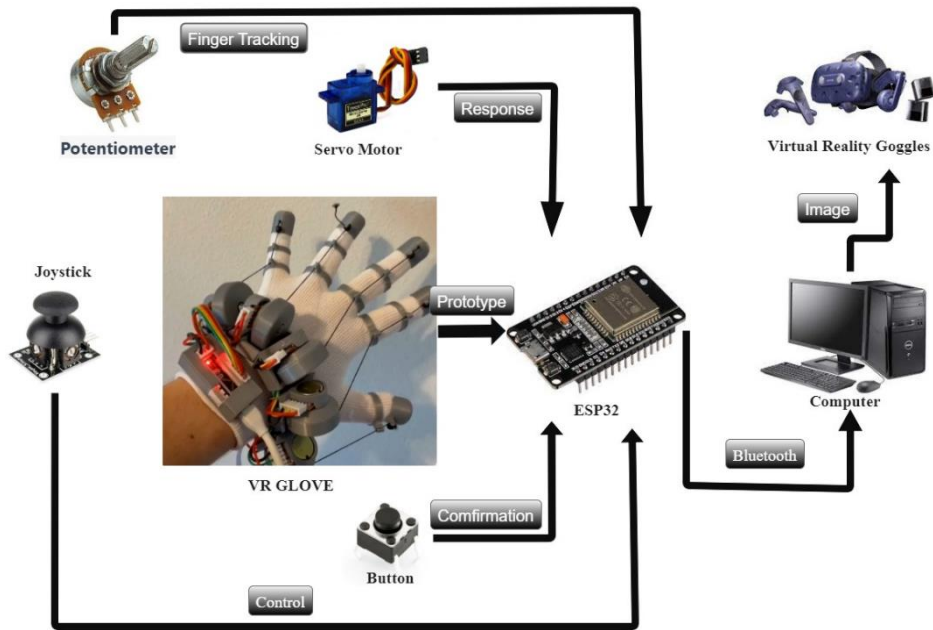 Finger Tracking
Potentiometer
Servo Motor
Response
Virtual Reality Goggles
Image
Joystick
Prototype
ESP32
Computer
VR GLOVE
Bluetooth
Comfirmation
Button
Control